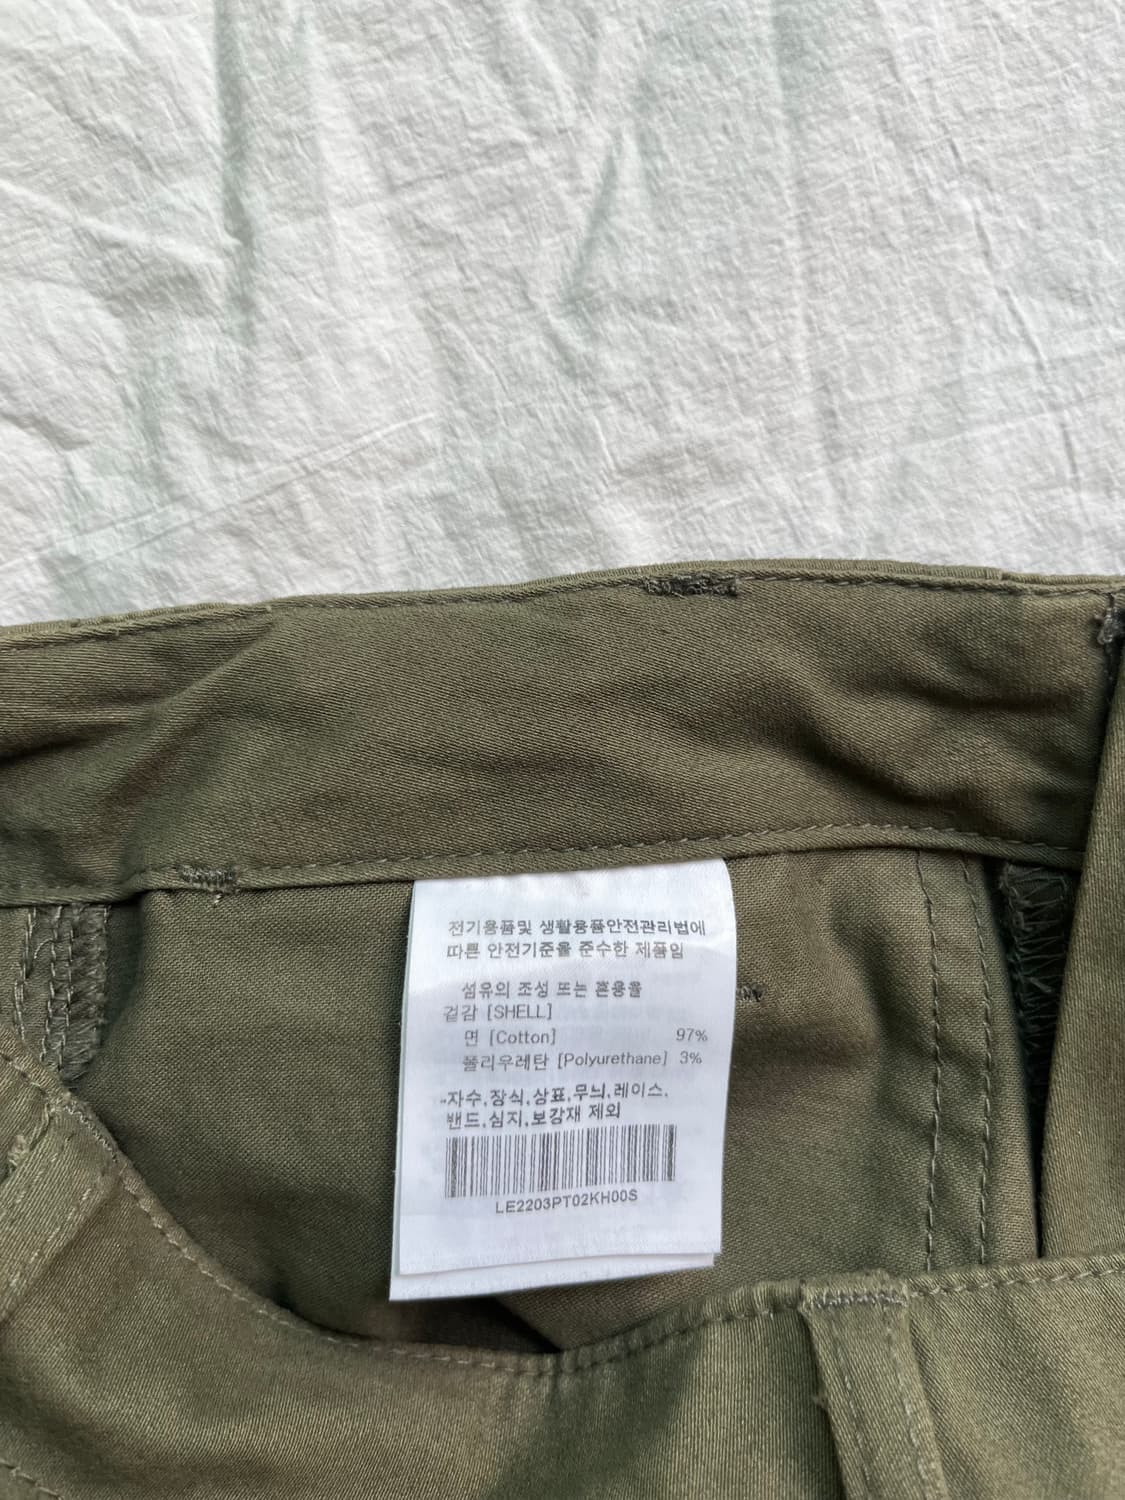 전기용품및 생활용품안전관리법에
따른 안전기준을 준수한 제품임
섬유의 조성 또는 혼용율
겉감 [SHELL]
면 [Cotton] 97%
폴리우레탄 [Polyurethane] 3%
-자수,장식,상표,무늬,레이스,
밴드,심지,보강재 제외
LE2203PT02KH00S